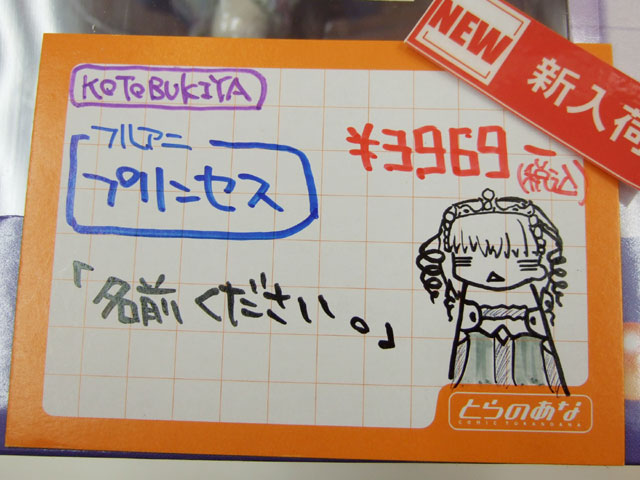 NEW
新入荷
KOTOBUKIYA
フルアニ
プリンセス
¥3969-
(税込)
「名前ください。」
とらのあな
COMIC TORANOANA